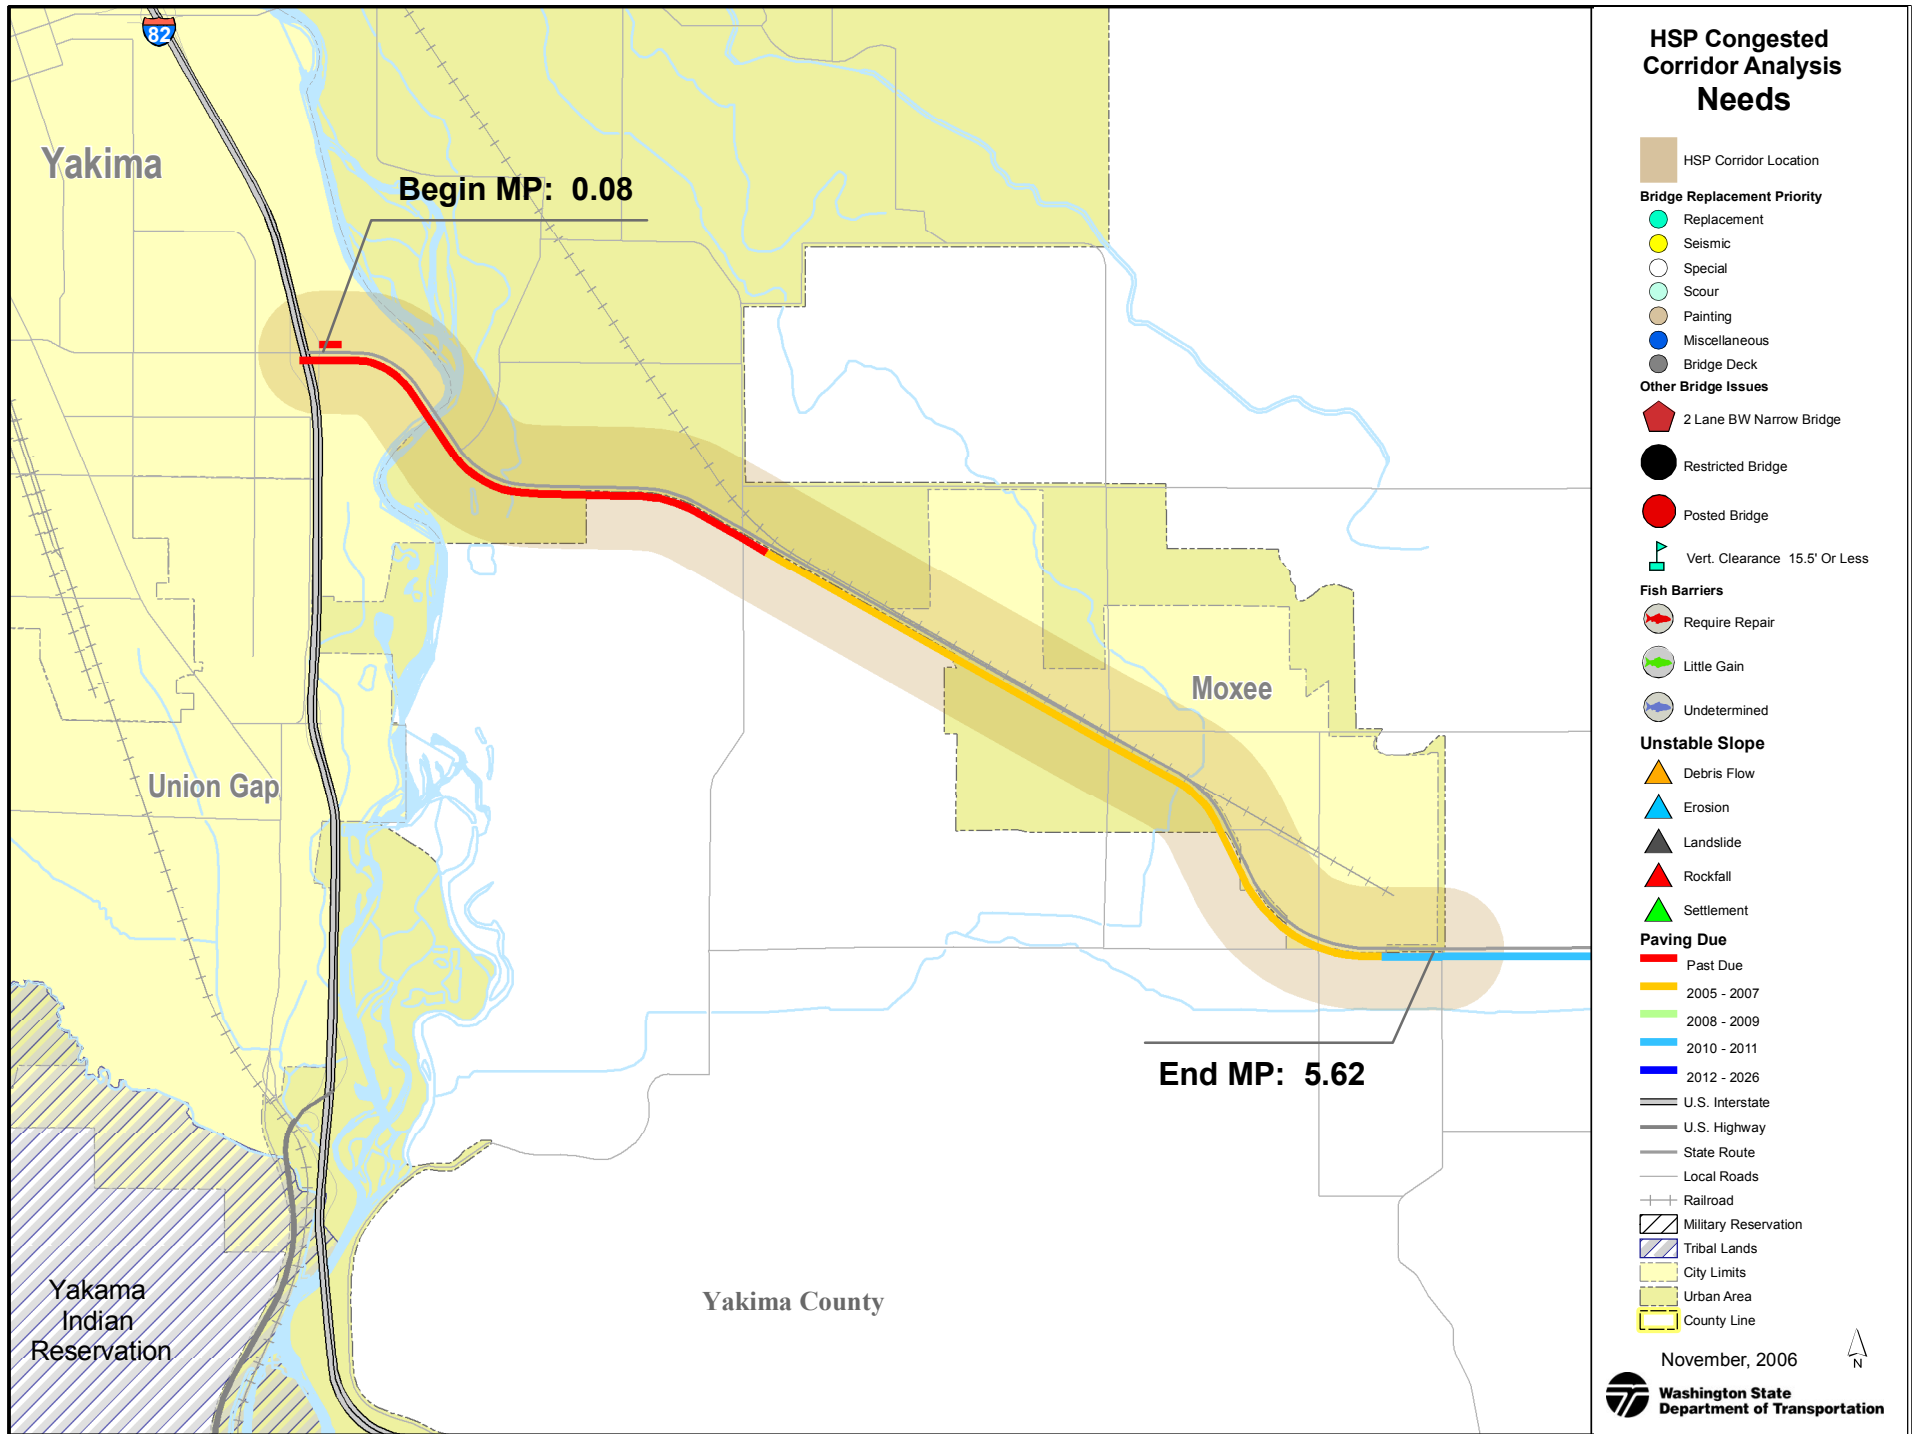 82
Yakima
Begin MP: 0.08
Moxee
Union Gap
End MP: 5.62
Yakama
Indian
Reservation
Yakima County
HSP Congested
Corridor Analysis
Needs
HSP Corridor Location
Bridge Replacement Priority
Replacement
Seismic
Special
Scour
Painting
Miscellaneous
Bridge Deck
Other Bridge Issues
2 Lane BW Narrow Bridge
Restricted Bridge
Posted Bridge
Vert. Clearance 15.5' Or Less
Fish Barriers
Require Repair
Little Gain
Undetermined
Unstable Slope
Debris Flow
Erosion
Landslide
Rockfall
Settlement
Paving Due
Past Due
2005 - 2007
2008 - 2009
2010 - 2011
2012 - 2026
U.S. Interstate
U.S. Highway
State Route
Local Roads
Railroad
Military Reservation
Tribal Lands
City Limits
Urban Area
County Line
November, 2006
N
Washington State
Department of Transportation